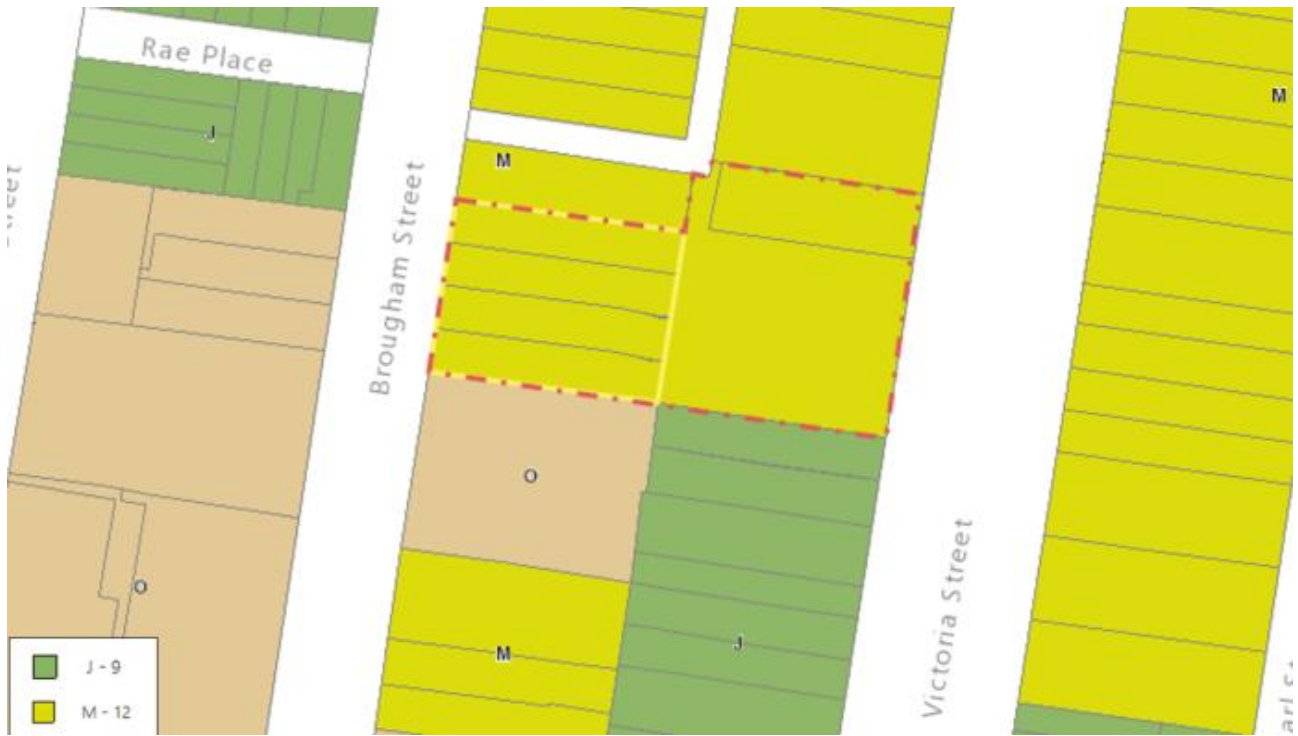 Rae Place
J
M
M
Brougham Street
O
O
M
J
Victoria Street
J - 9
M - 12